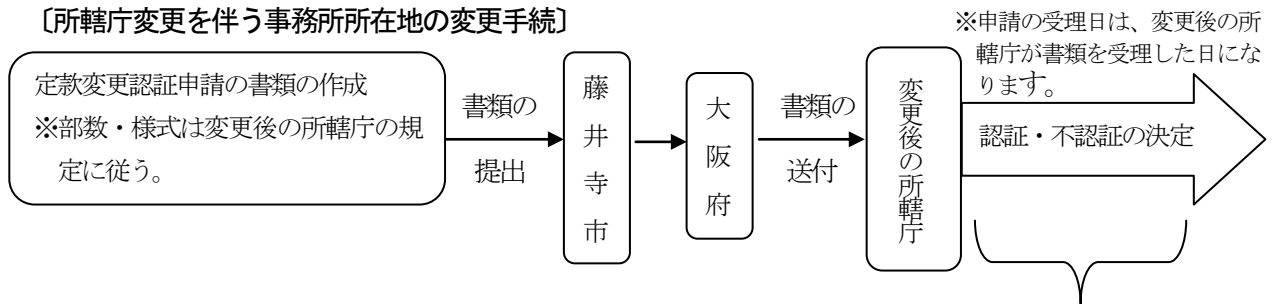 〔所轄庁変更を伴う事務所所在地の変更手続〕
定款変更認証申請の書類の作成
※部数・様式は変更後の所轄庁の規
定に従う。
書類の
提出
藤井寺市
大阪府
書類の
送付
変更後の所轄庁
※申請の受理日は、変更後の所
轄庁が書類を受理した日にな
ります。
認証・不認証の決定